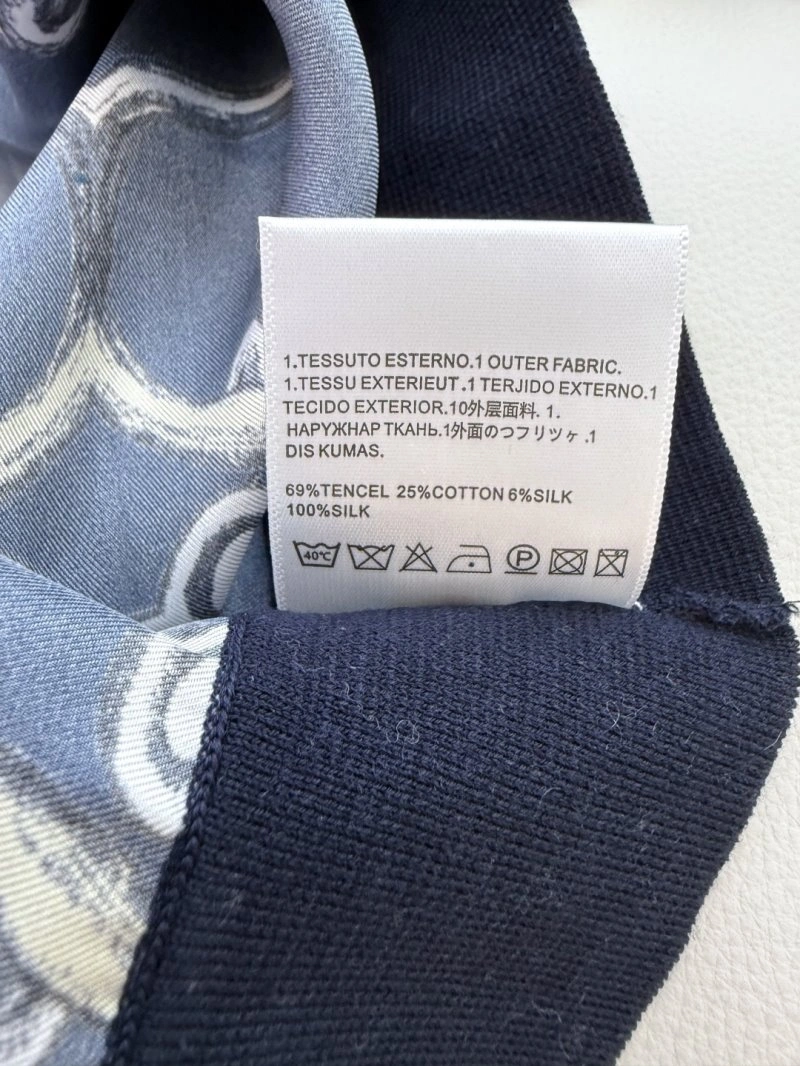 1.TESSUTO ESTERNO.1 OUTER FABRIC.
1.TESSU EXTERIEUT.1 TERJIDO EXTERNO.1
TECIDO EXTERIOR.10外层面料. 1.
НАРУЖНАР ТКАНЬ.1外面のつフリツヶ.1
DIS KUMAS.
69%TENCEL 25%COTTON 6%SILK
100%SILK
40℃ P